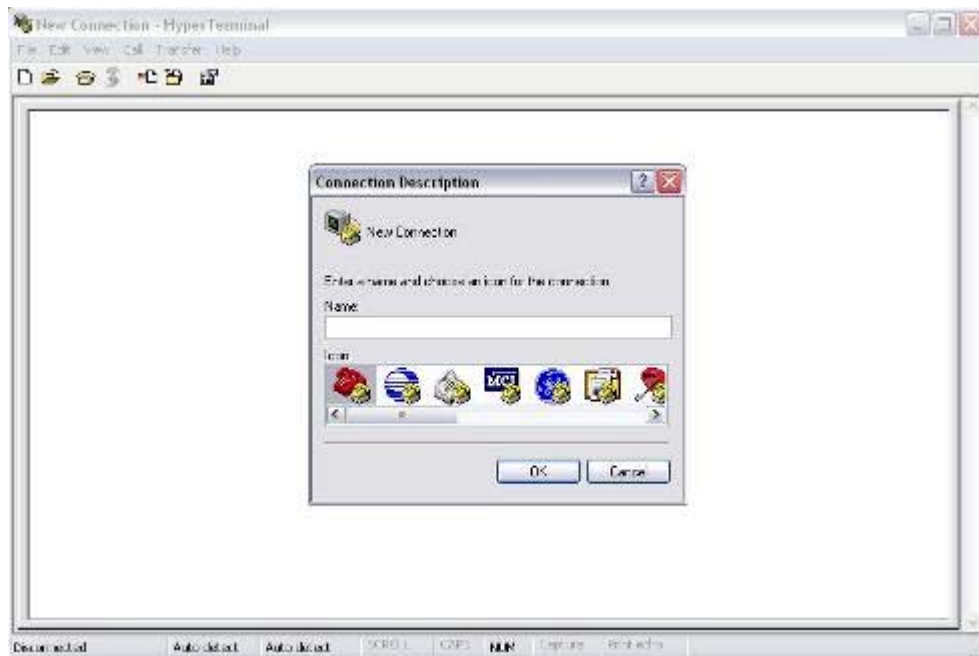 New Connection - HyperTerminal
File Edit View Call Transfer Help
Connection Description
New Connection
Enter a name and choose an icon for the connection
Name:
Icon
MCI
OK Cancel
Disconnected Auto detect Auto detect SCROLL CAPS NUM Capture Print echo